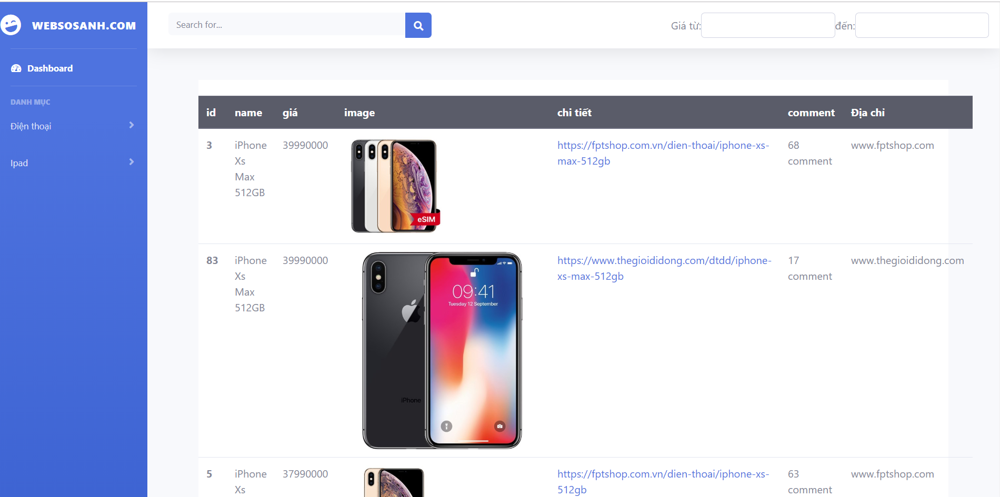 WEBSOSANH.COM
Search for...
Giá từ:
đến:
Dashboard
DANH MỤC
Điện thoại
Ipad
id name giá image chi tiết comment Địa chỉ
3 iPhone 39990000 https://fptshop.com.vn/dien-thoai/iphone-xs- 68 www.fptshop.com
Xs max-512gb comment
Max
512GB
eSIM
83 iPhone 39990000 https://www.thegioididong.com/dtdd/iphone- 17 www.thegioididong.com
Xs xs-max-512gb comment
Max
512GB
09:41
Tuesday 12 September
iPhone
5 iPhone 37990000 https://fptshop.com.vn/dien-thoai/iphone-xs- 63 www.fptshop.com
Xs 512gb comment